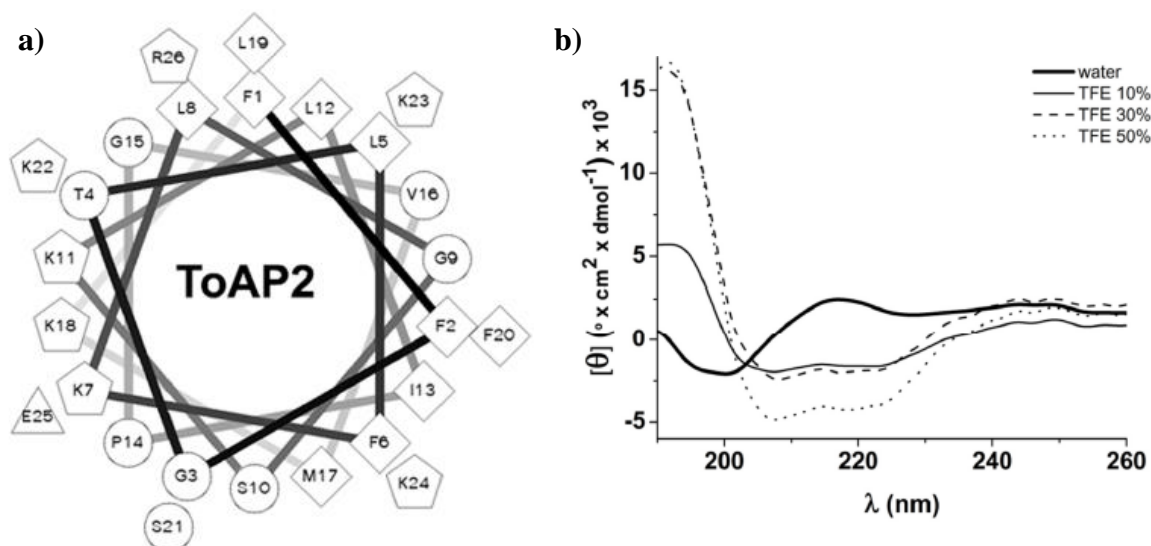 a)
L19
R26
F1
L8
L12
K23
G15
L5
K22
T4
V16
K11
G9
ToAP2
K18
F2
F20
K7
I13
E25
P14
F6
G3
S10
M17
K24
S21
b)
water
TFE 10%
TFE 30%
TFE 50%
15
10
5
0
-5
[θ] (° x cm² x dmol⁻¹) x 10³
200 220 240 260
λ (nm)